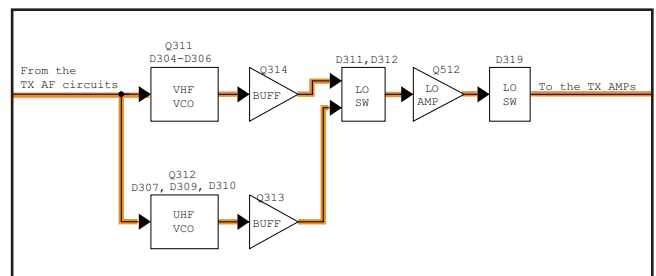 From the
TX AF circuits
Q311
D304-D306
VHF
VCO
Q314
BUFF
D311,D312
LO
SW
Q512
LO
AMP
D319
LO
SW
To the TX AMPs
Q312
D307, D309, D310
UHF
VCO
Q313
BUFF